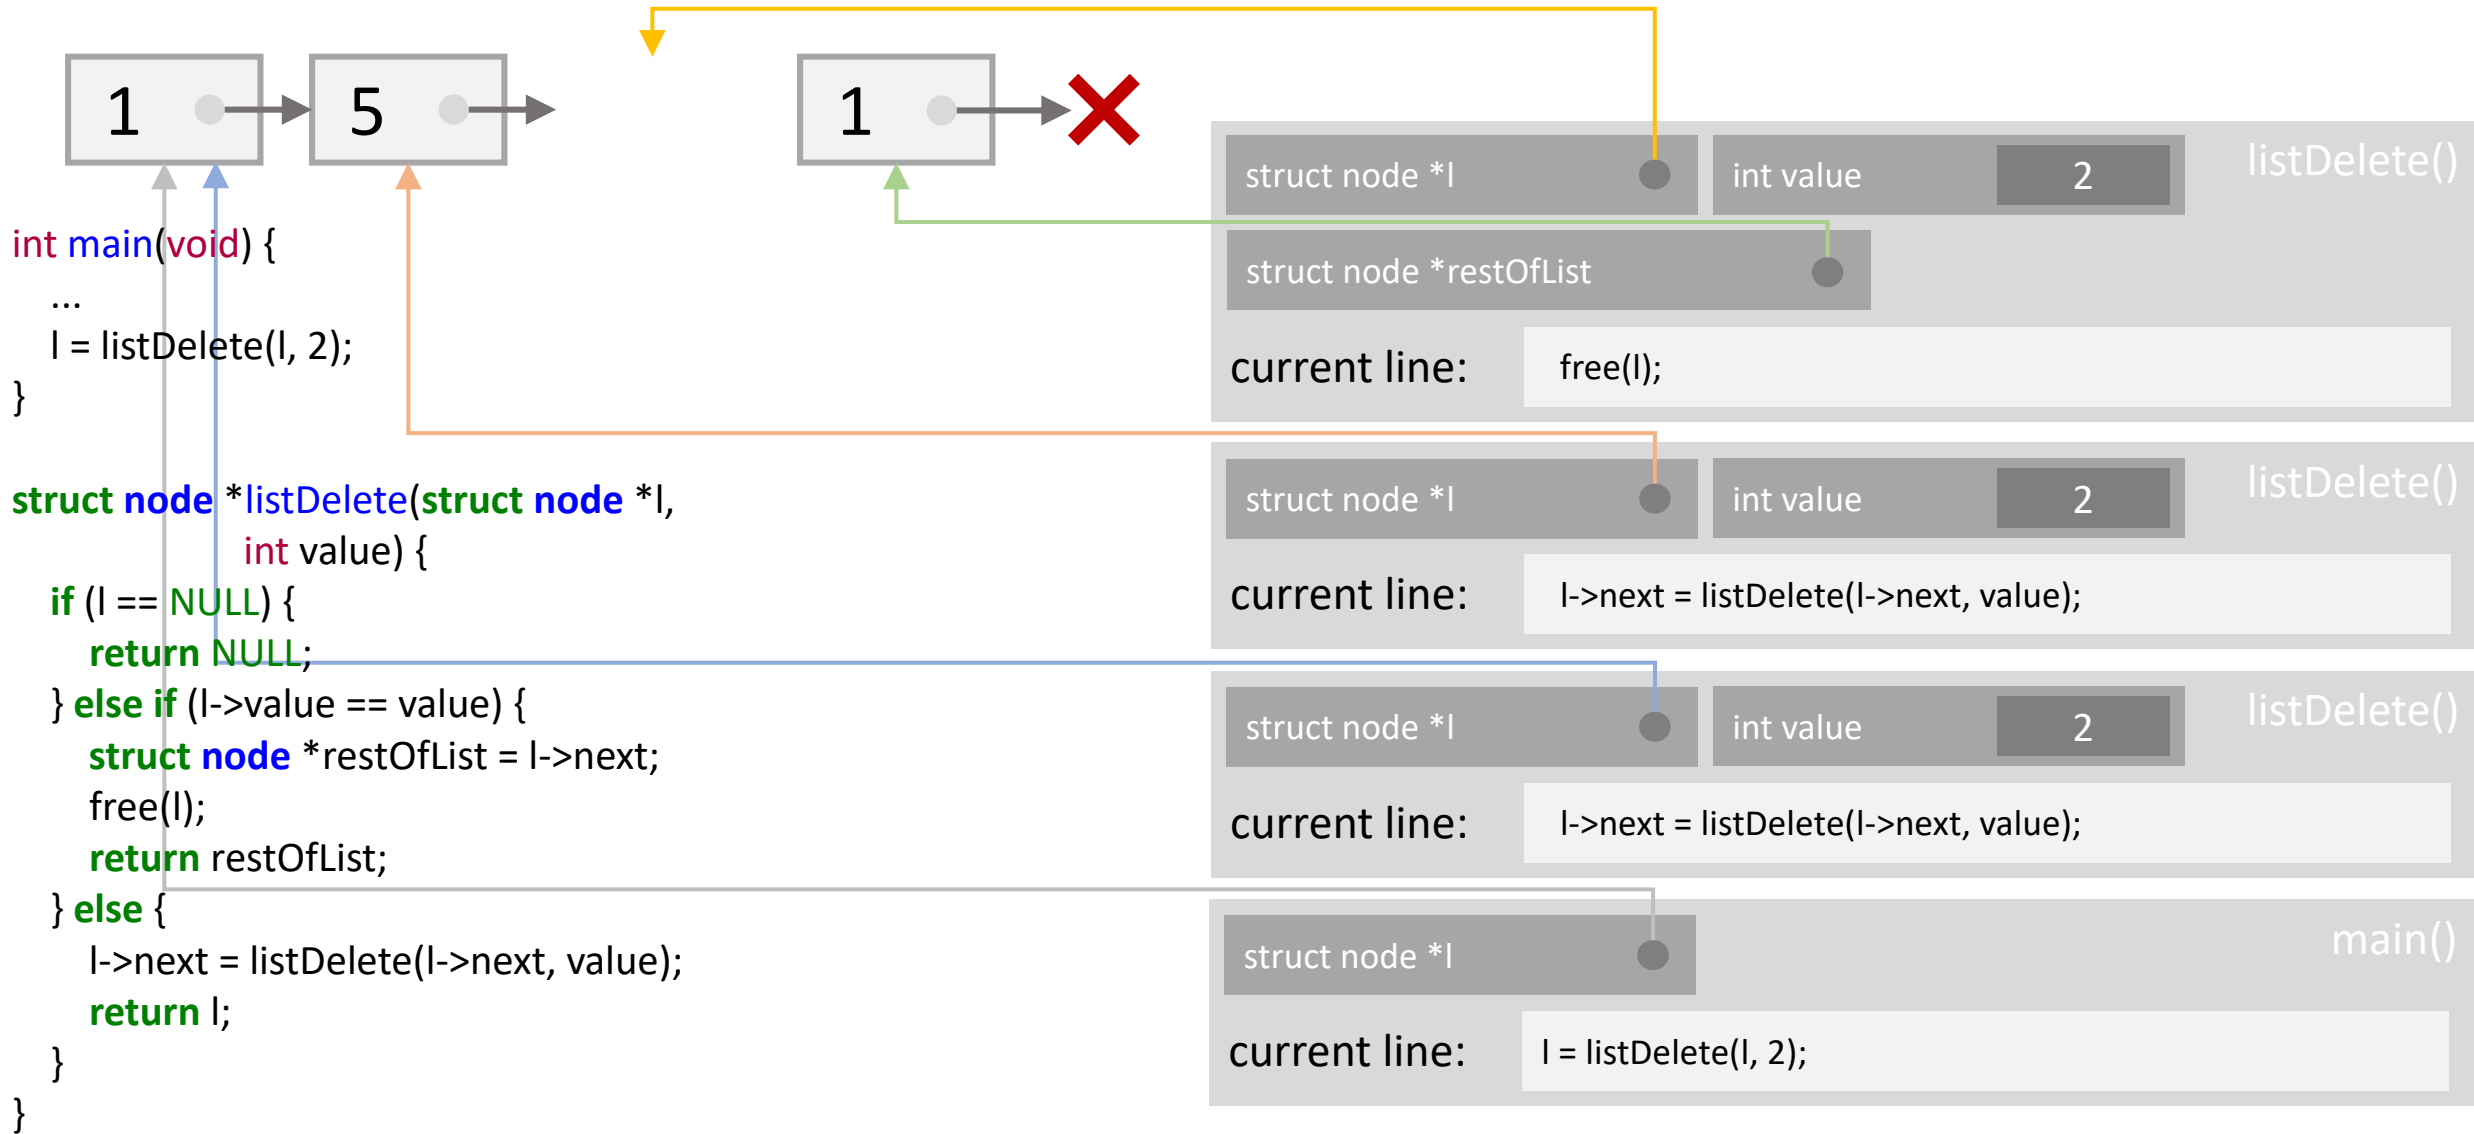 1
5
1
int main(void) {
...
l = listDelete(l, 2);
}
struct node *listDelete(struct node *l,
int value) {
if (l == NULL) {
return NULL;
} else if (l->value == value) {
struct node *restOfList = l->next;
free(l);
return restOfList;
} else {
l->next = listDelete(l->next, value);
return l;
}
}
struct node *l
int value
2
listDelete()
struct node *restOfList
current line:
free(l);
struct node *l
int value
2
listDelete()
current line:
l->next = listDelete(l->next, value);
struct node *l
int value
2
listDelete()
current line:
l->next = listDelete(l->next, value);
struct node *l
main()
current line:
l = listDelete(l, 2);